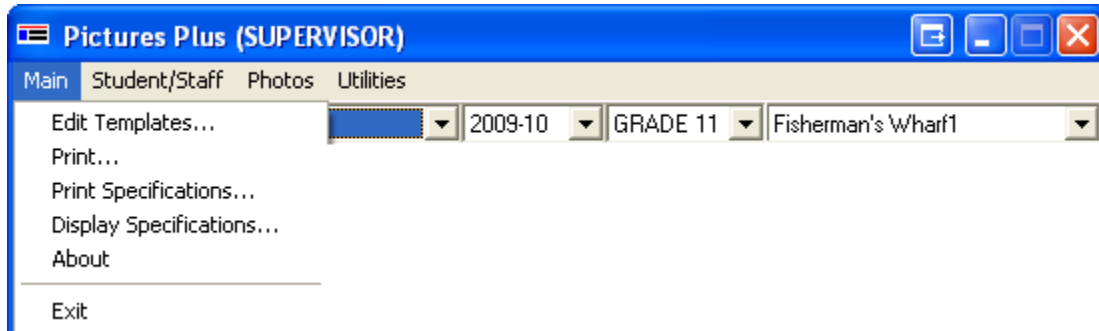 Pictures Plus (SUPERVISOR)
Main Student/Staff Photos Utilities
2009-10 GRADE 11 Fisherman's Wharf1
Edit Templates...
Print...
Print Specifications...
Display Specifications...
About
Exit